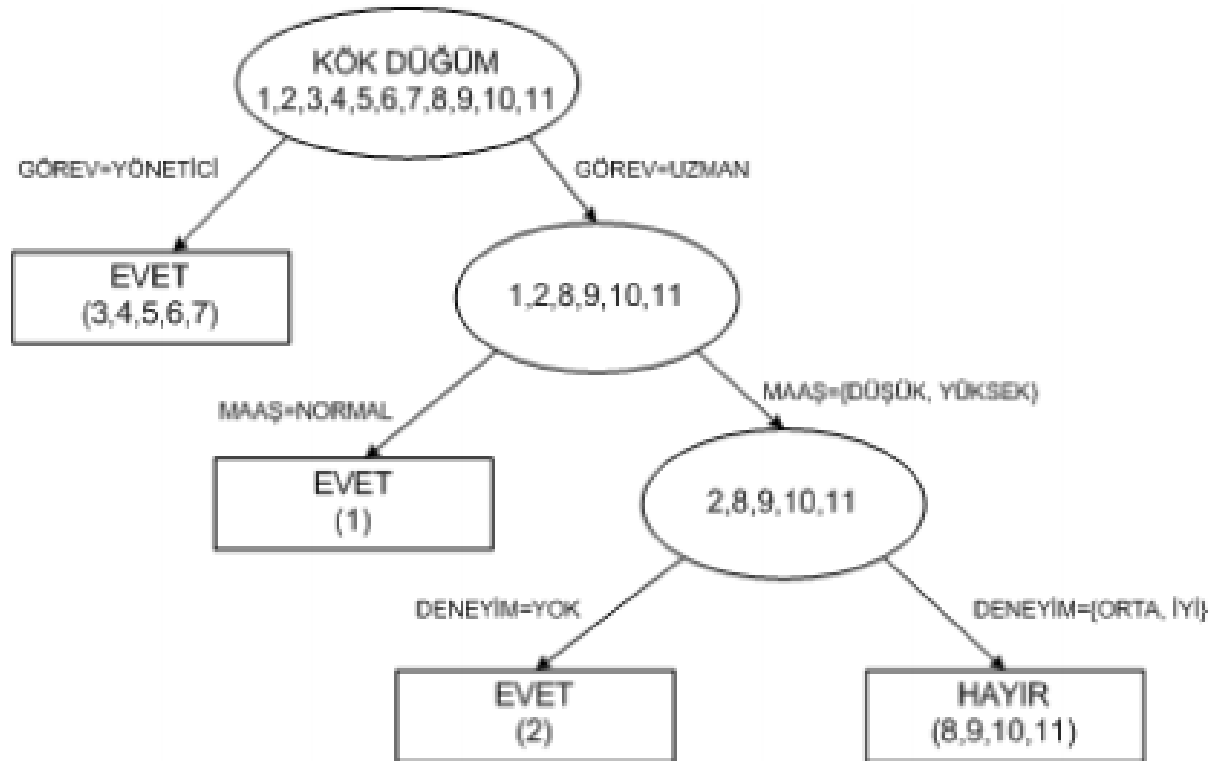 KÖK DÜĞÜM
1,2,3,4,5,6,7,8,9,10,11
GÖREV=YÖNETİCİ
GÖREV=UZMAN
EVET
(3,4,5,6,7)
1,2,8,9,10,11
MAAŞ=NORMAL
MAAŞ={DÜŞÜK, YÜKSEK}
EVET
(1)
2,8,9,10,11
DENEYİM=YOK
DENEYİM={ORTA, İYİ}
EVET
(2)
HAYIR
(8,9,10,11)